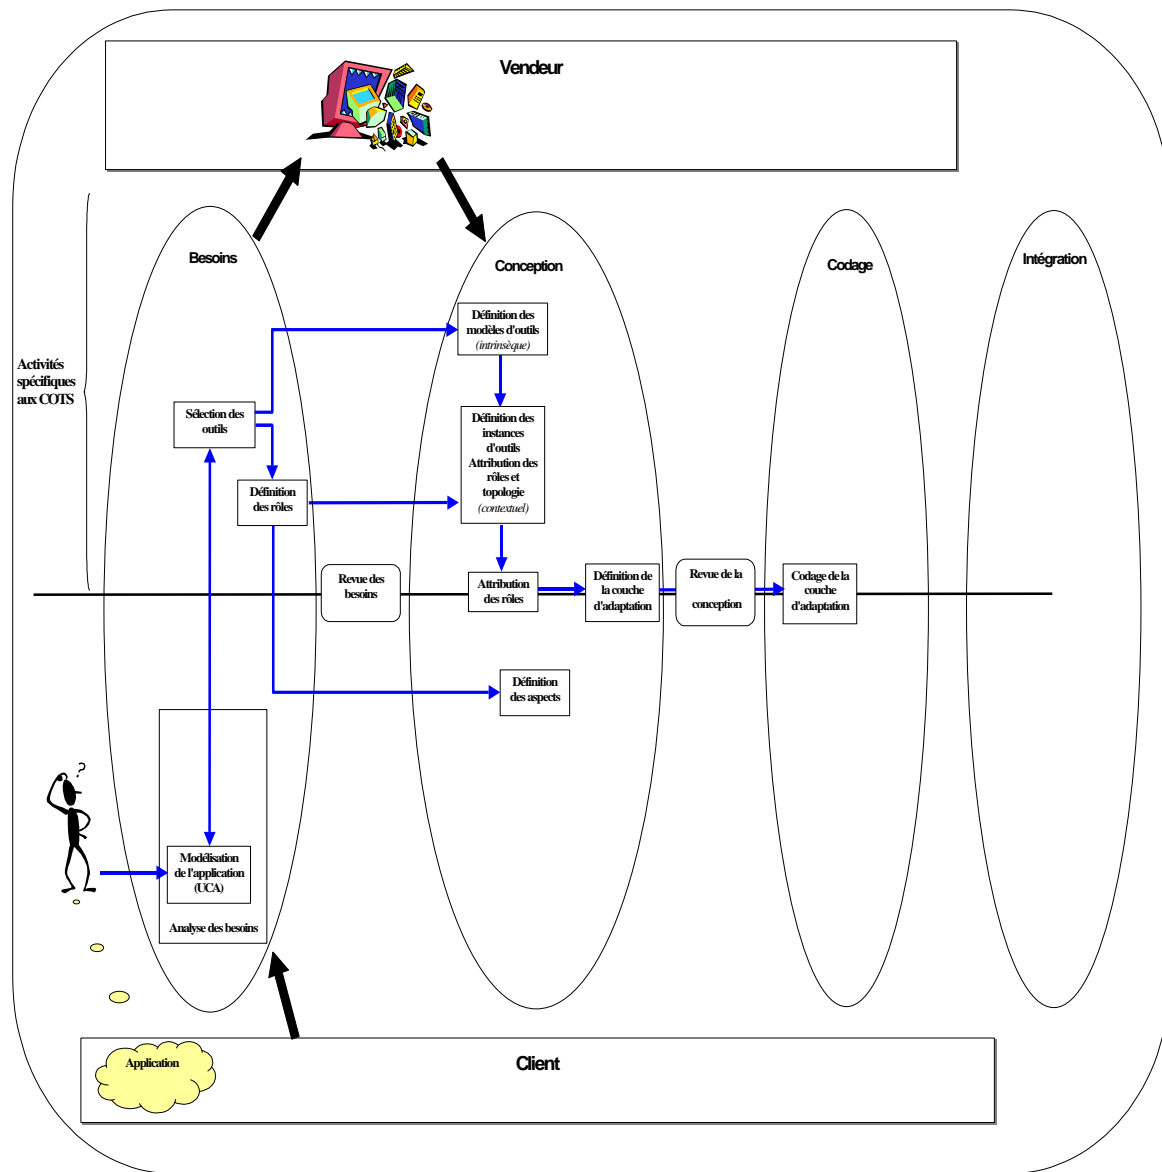 Vendeur
Besoins
Conception
Codage
Intégration
Définition des
modèles d'outils
(intrinsèque)
Activités
spécifiques
aux COTS
Sélection des
outils
Définition des
instances
d'outils
Attribution des
rôles et
topologie
(contextuel)
Définition
des rôles
Revue des
besoins
Attribution
des rôles
Définition de
la couche
d'adaptation
Revue de la
conception
Codage de la
couche
d'adaptation
Définition
des aspects
?
Modélisation
de l'application
(UCA)
Analyse des besoins
Application
Client